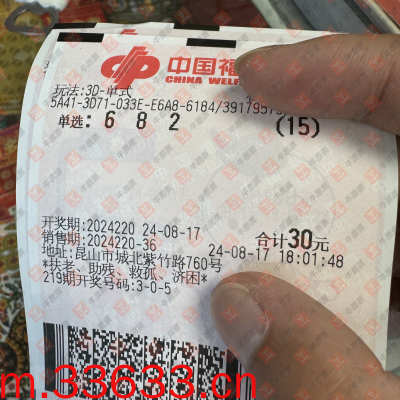 中国福
CHINA WELF
玩法:3D-单式
5A41-3D71-033E-E6A8-6184/39179575
单选: 6 8 2 (15)
开奖期:2024220 24-08-17 合计30元
销售期:2024220-36 24-08-17 18:01:48
地址:昆山市城北紫竹路760号
*扶老、助残、救孤、济困*
219期开奖号码:3-0-5
m.33633.cn